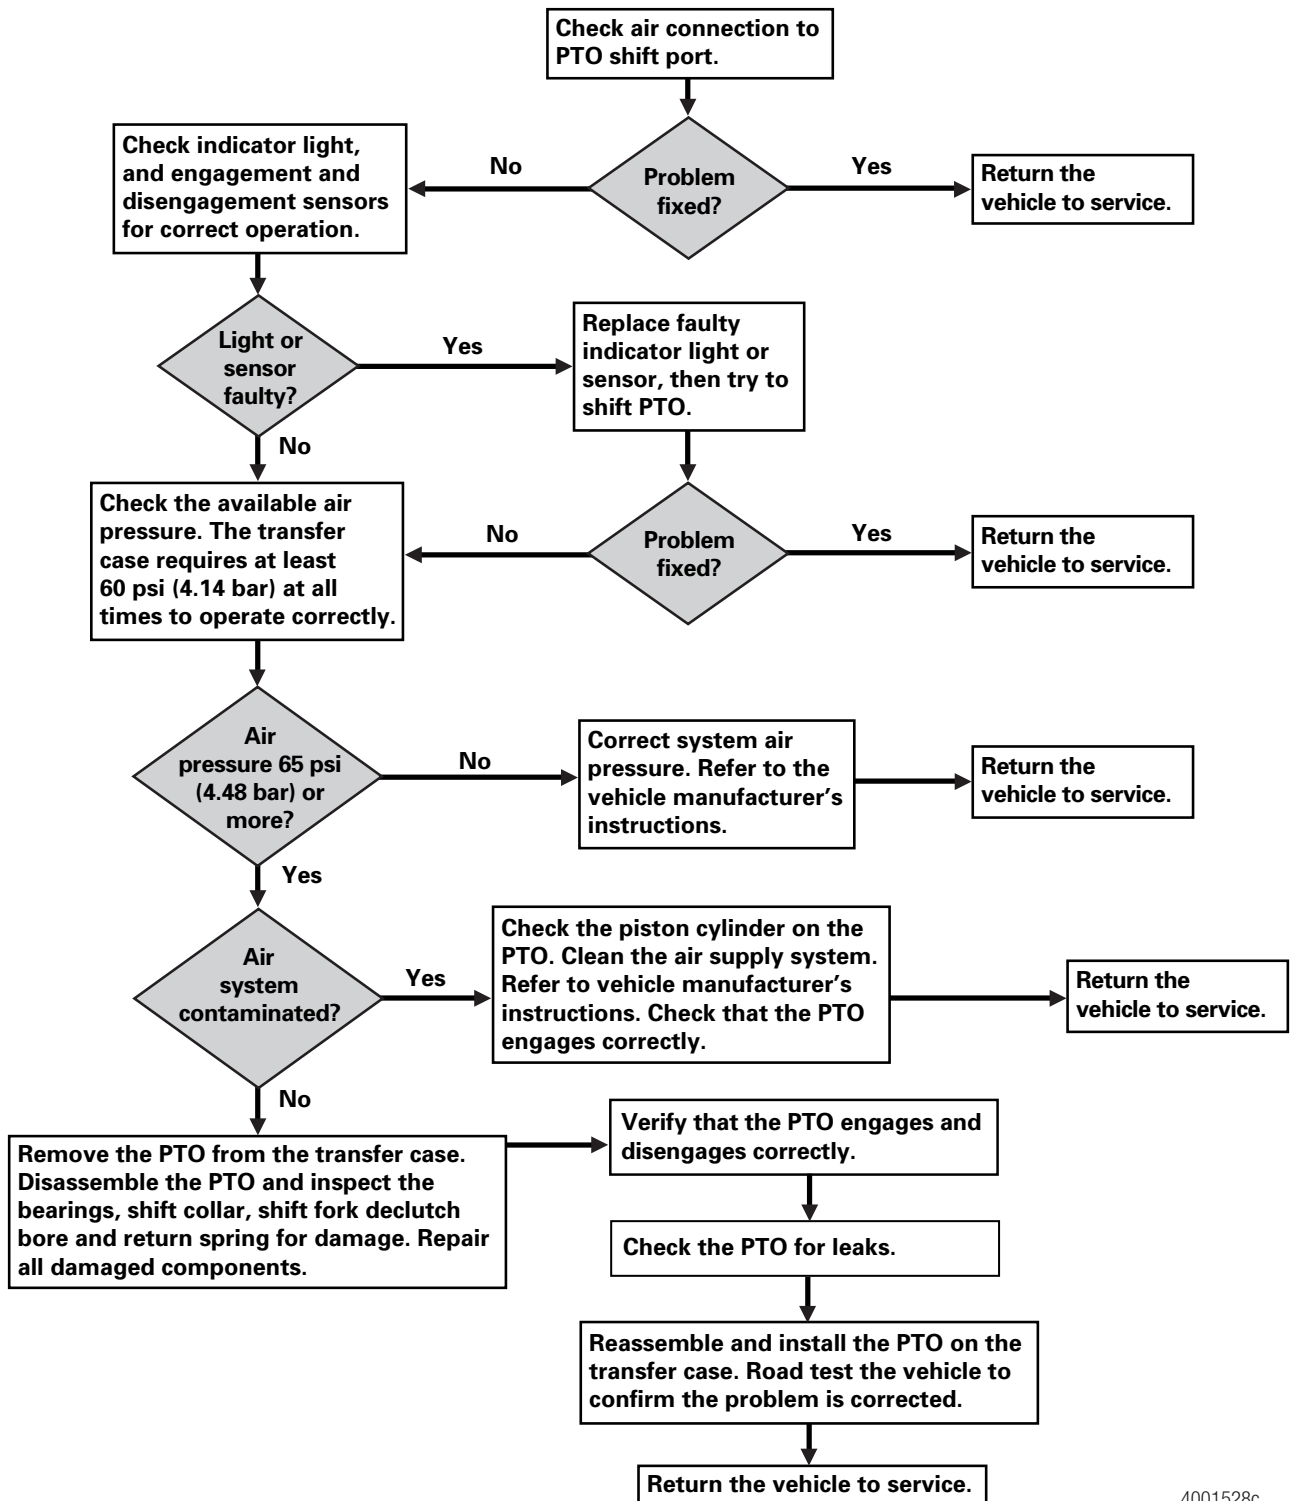 Check air connection to
PTO shift port.
Check indicator light,
and engagement and
disengagement sensors
for correct operation.
No
Problem
fixed?
Yes
Return the
vehicle to service.
Light or
sensor
faulty?
Yes
Replace faulty
indicator light or
sensor, then try to
shift PTO.
No
Check the available air
pressure. The transfer
case requires at least
60 psi (4.14 bar) at all
times to operate correctly.
No
Problem
fixed?
Yes
Return the
vehicle to service.
Air
pressure 65 psi
(4.48 bar) or
more?
No
Correct system air
pressure. Refer to the
vehicle manufacturer's
instructions.
Return the
vehicle to service.
Yes
Air
system
contaminated?
Yes
Check the piston cylinder on the
PTO. Clean the air supply system.
Refer to vehicle manufacturer's
instructions. Check that the PTO
engages correctly.
Return the
vehicle to service.
No
Remove the PTO from the transfer case.
Disassemble the PTO and inspect the
bearings, shift collar, shift fork declutch
bore and return spring for damage. Repair
all damaged components.
Verify that the PTO engages and
disengages correctly.
Check the PTO for leaks.
Reassemble and install the PTO on the
transfer case. Road test the vehicle to
confirm the problem is corrected.
Return the vehicle to service.
4001528c